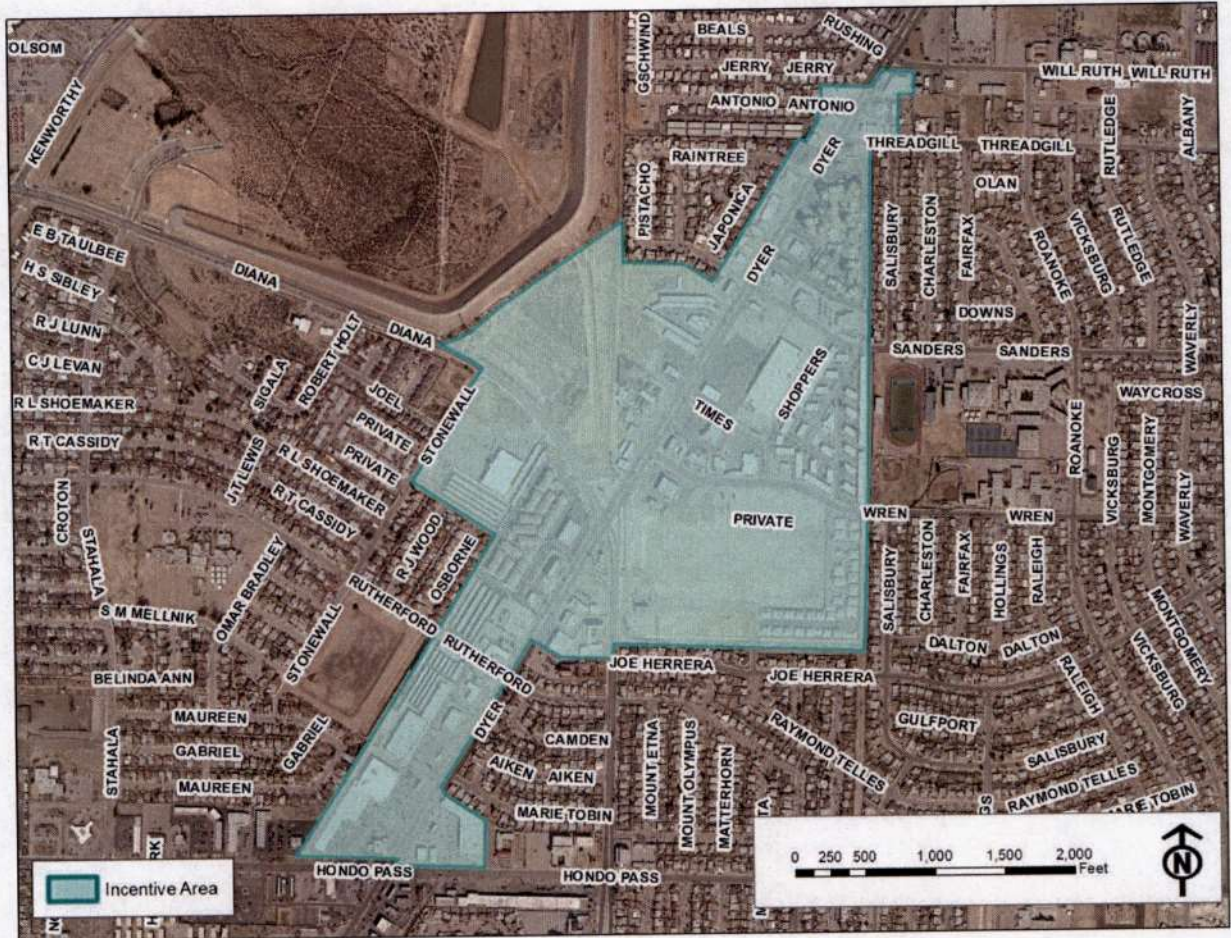 OLSOM
GSCHWIND
BEALS
RUSHING
JERRY JERRY
WILL RUTH WILL RUTH
KENWORTHY
ANTONIO ANTONIO
RUTLEDGE
ALBANY
DYER
THREADGILL THREADGILL
RAINTREE
PISTACHO
JAPONICA
OLAN
SALISBURY
CHARLESTON
FAIRFAX
ROANOKE
VICKSBURG
RUTLEDGE
E B TAULBEE
DYER
H S SIBLEY
DIANA
R J LUNN
DIANA
DOWNS
WAVERLY
C J LEVAN
SIGALA
ROBERT HOLT
SANDERS SANDERS
JOEL
SHOPPERS
WAYCROSS
R L SHOEMAKER
PRIVATE
STONEWALL
TIMES
R T CASSIDY
J T LEWIS
R L SHOEMAKER
PRIVATE
ROANOKE
VICKSBURG
MONTGOMERY
WAVERLY
R T CASSIDY
CROTON
STAHALA
OMAR BRADLEY
R J WOOD
OSBORNE
PRIVATE
WREN WREN
SALISBURY
CHARLESTON
FAIRFAX
HOLLINGS
RALEIGH
S M MELLNIK
STONEWALL
RUTHERFORD RUTHERFORD
MONTGOMERY
VICKSBURG
DALTON DALTON
RALEIGH
BELINDA ANN
JOE HERRERA JOE HERRERA
MAUREEN
GABRIEL
DYER
GULFPORT
STAHALA
GABRIEL
CAMDEN
MOUNT ETNA
MOUNT OLYMPUS
MATTERHORN
RAYMOND TELLES
SALISBURY
MAUREEN
AIKEN AIKEN
RAYMOND TELLES
MARIE TOBIN
MARIE TOBIN
0 250 500 1,000 1,500 2,000
Feet
N
HONDO PASS HONDO PASS
Incentive Area